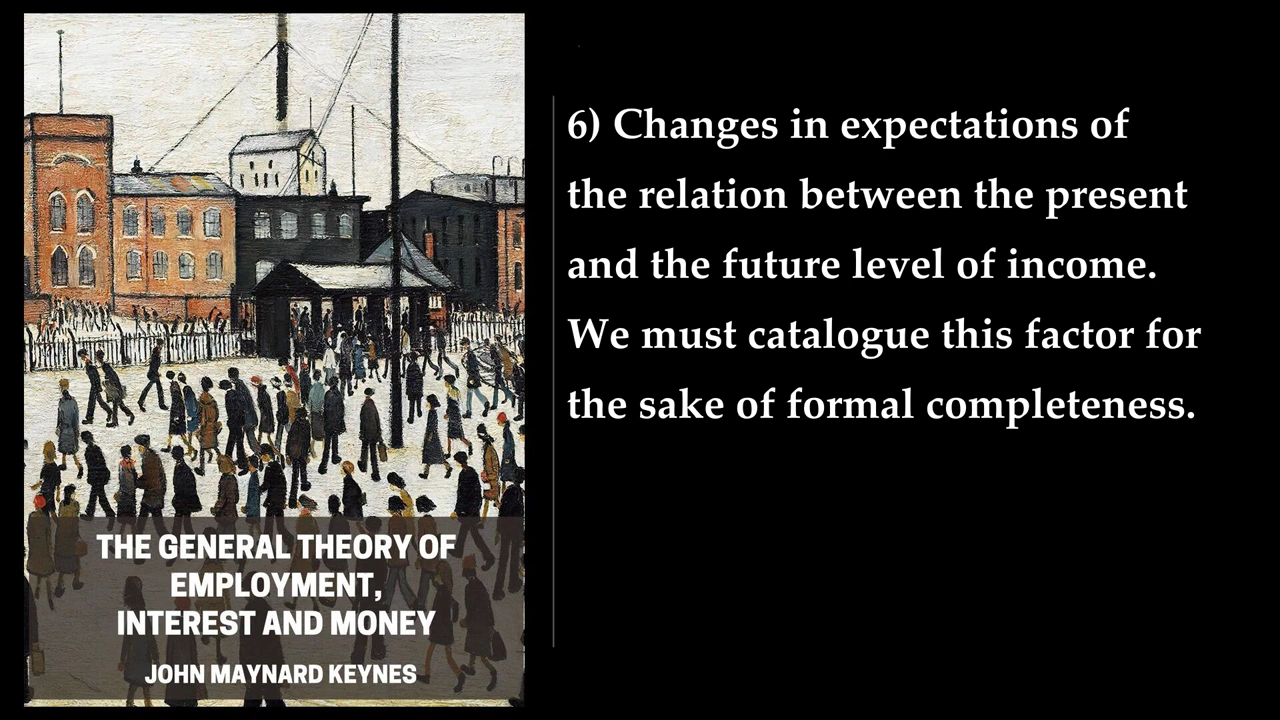 THE GENERAL THEORY OF
EMPLOYMENT,
INTEREST AND MONEY
JOHN MAYNARD KEYNES
6) Changes in expectations of
the relation between the present
and the future level of income.
We must catalogue this factor for
the sake of formal completeness.